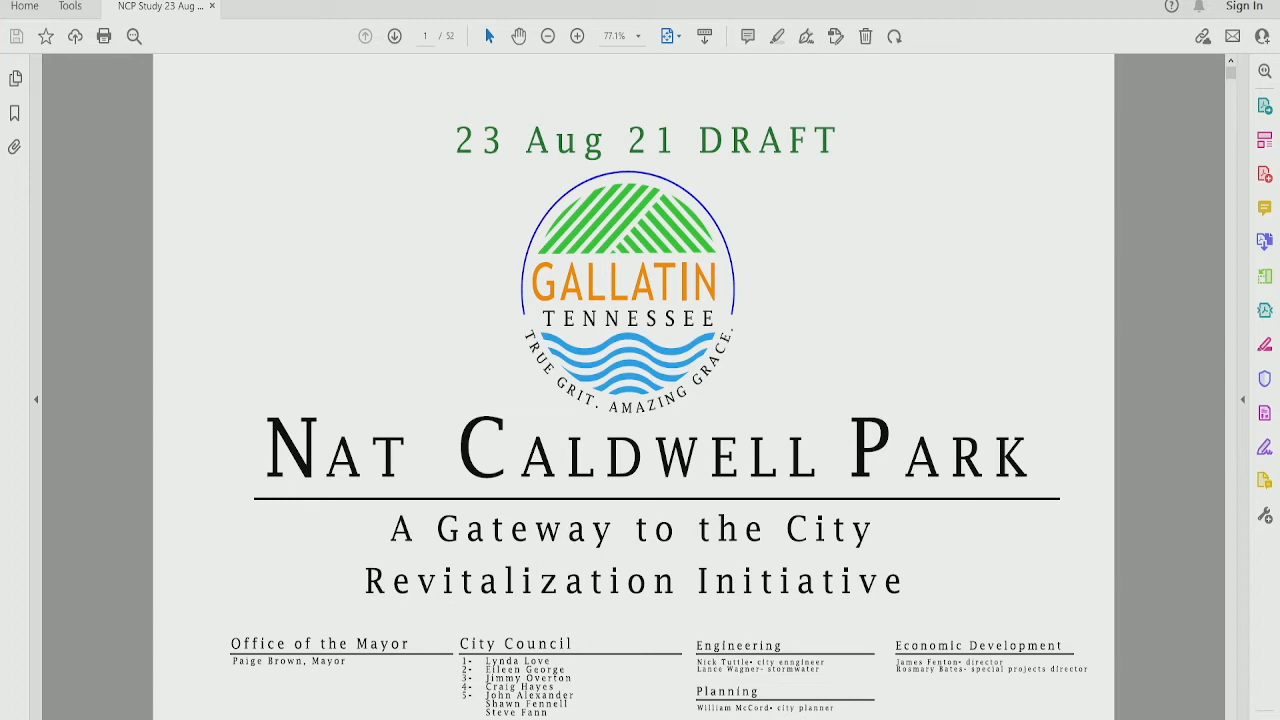 Home Tools NCP Study 23 Aug ... × Sign In
1 / 52 77.1%
23 Aug 21 DRAFT
GALLATIN
TENNESSEE
TRUE GRIT. AMAZING GRACE.
NAT CALDWELL PARK
A Gateway to the City
Revitalization Initiative
Office of the Mayor
Paige Brown, Mayor
City Council
1- Lynda Love
2- Eileen George
3- Jimmy Overton
4- Craig Hayes
5- John Alexander
Shawn Fennell
Steve Fann
Engineering
Nick Tuttle- city enngineer
Lance Wagner- stormwater
Planning
William McCord- city planner
Economic Development
James Fenton- director
Rosmary Bates- special projects director